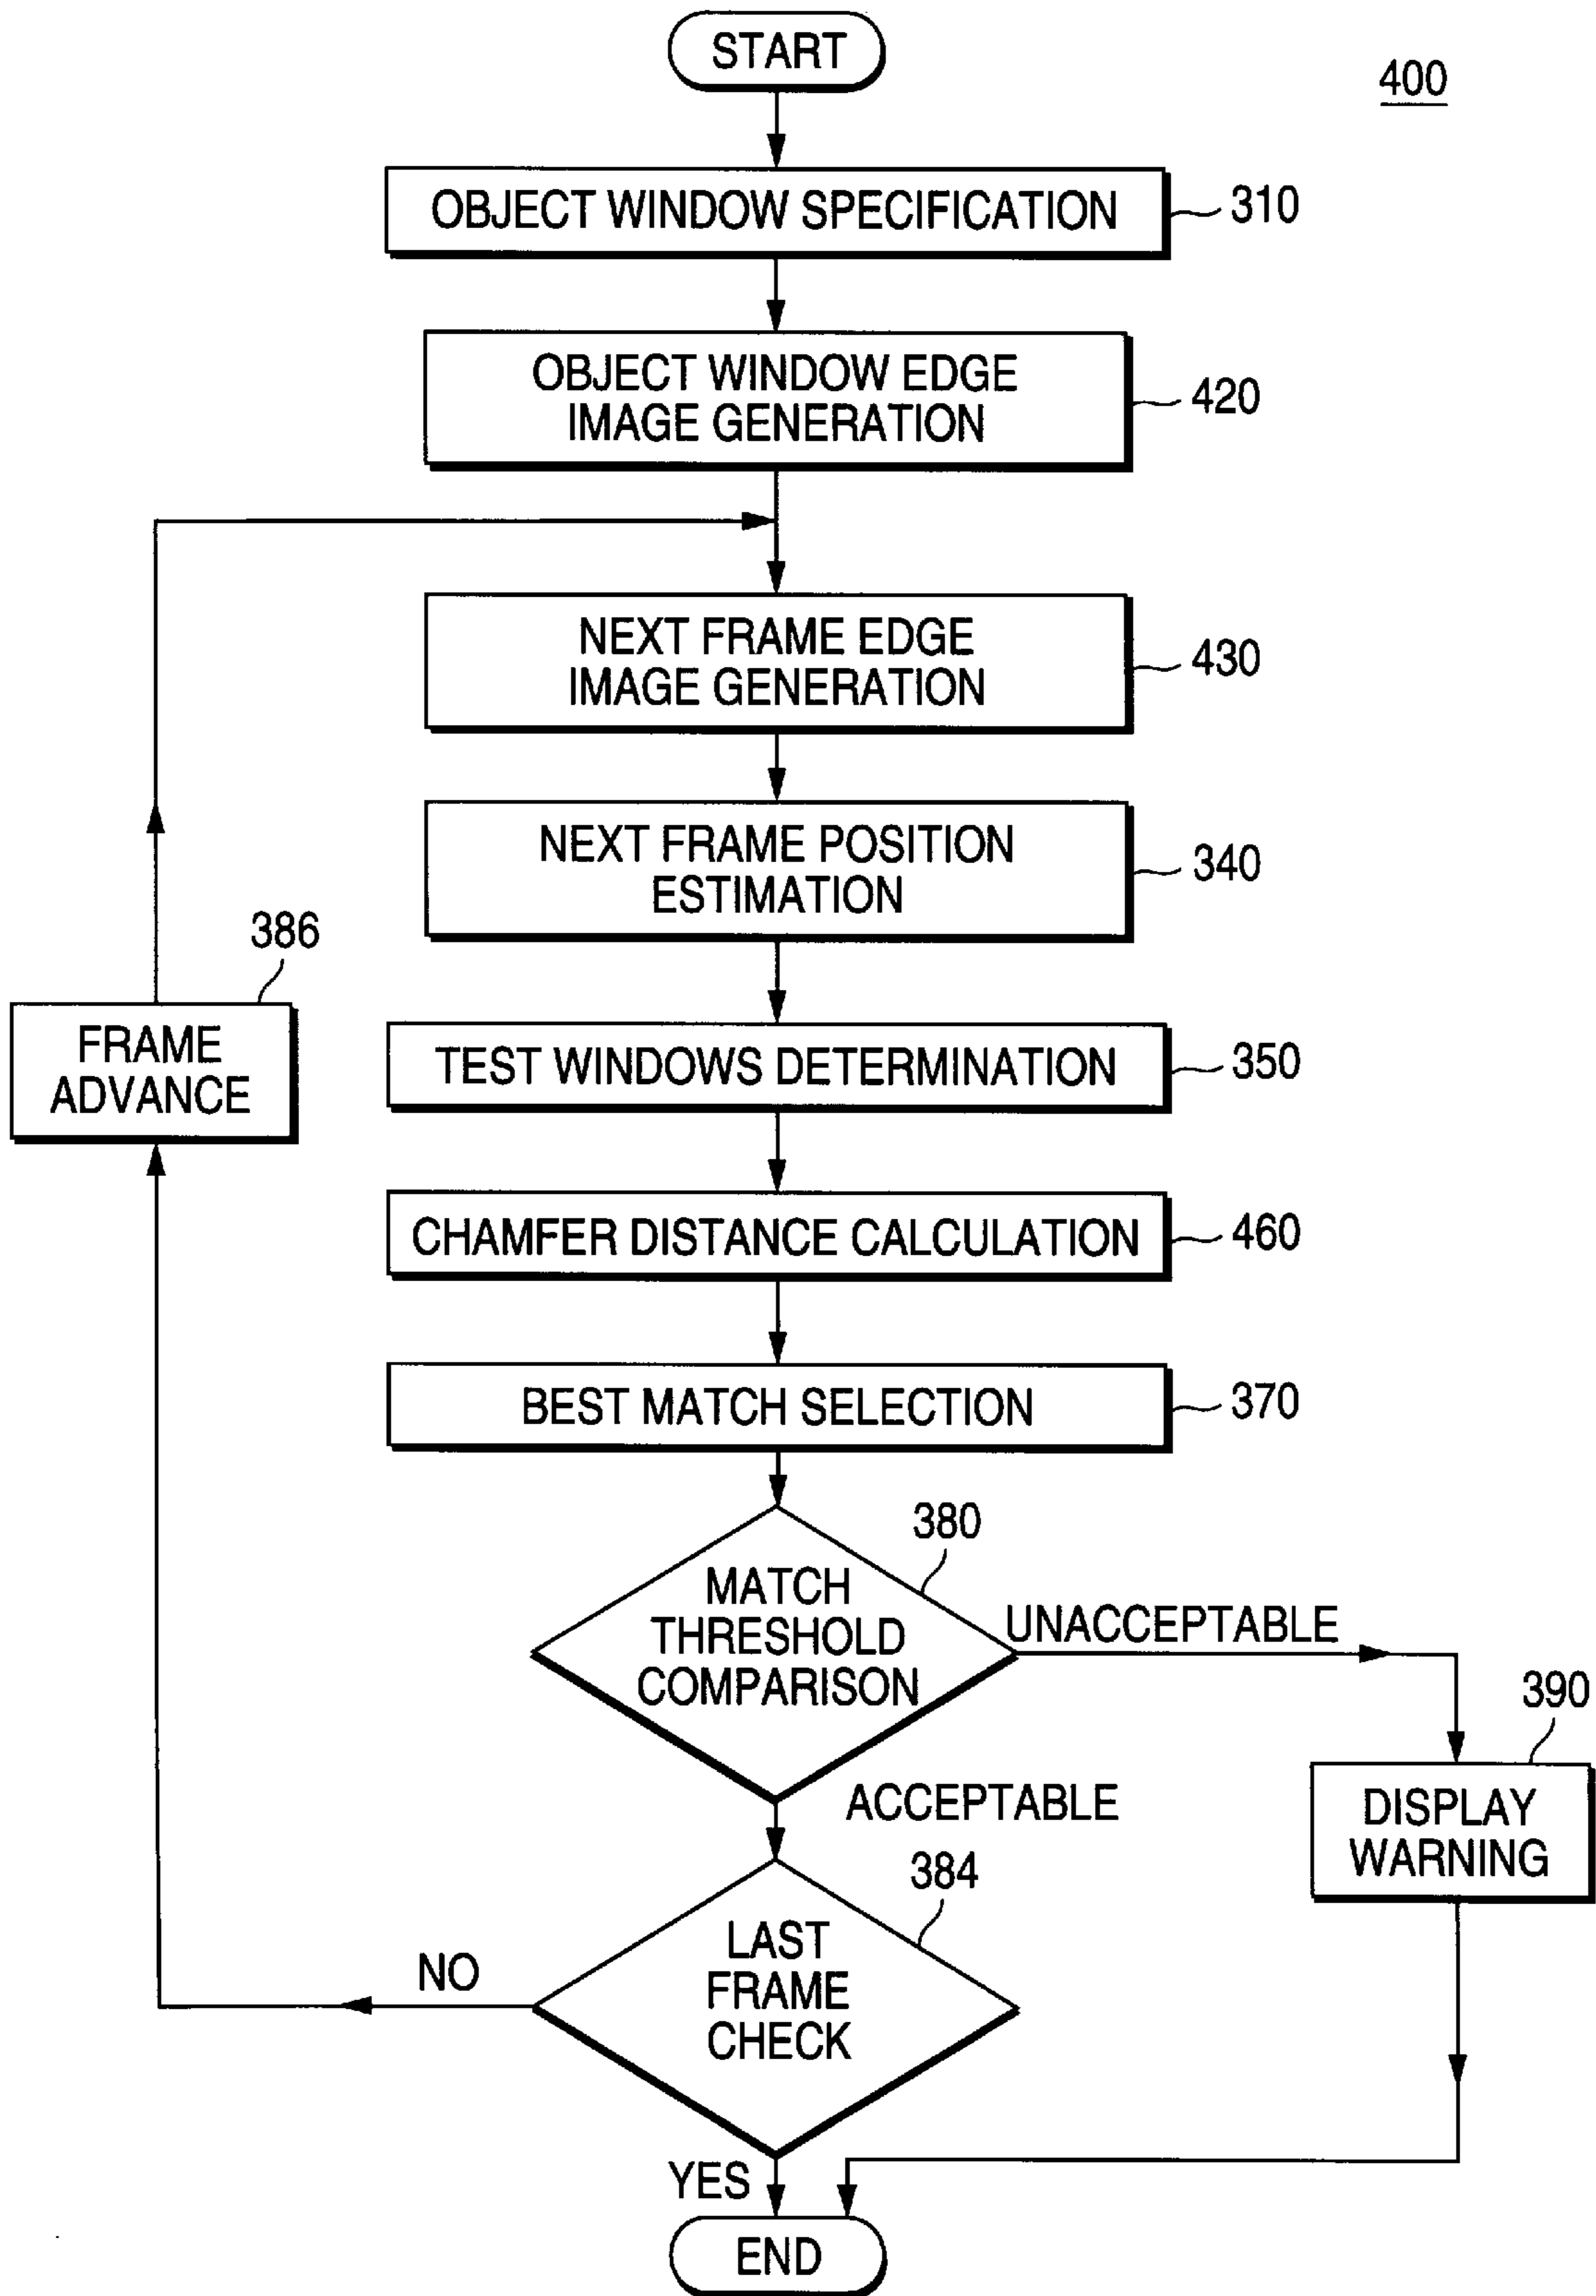 START
400
OBJECT WINDOW SPECIFICATION
310
OBJECT WINDOW EDGE
IMAGE GENERATION
420
NEXT FRAME EDGE
IMAGE GENERATION
430
NEXT FRAME POSITION
ESTIMATION
340
386
FRAME
ADVANCE
TEST WINDOWS DETERMINATION
350
CHAMFER DISTANCE CALCULATION
460
BEST MATCH SELECTION
370
380
MATCH
THRESHOLD
COMPARISON
UNACCEPTABLE
390
DISPLAY
WARNING
ACCEPTABLE
384
LAST
FRAME
CHECK
NO
YES
END